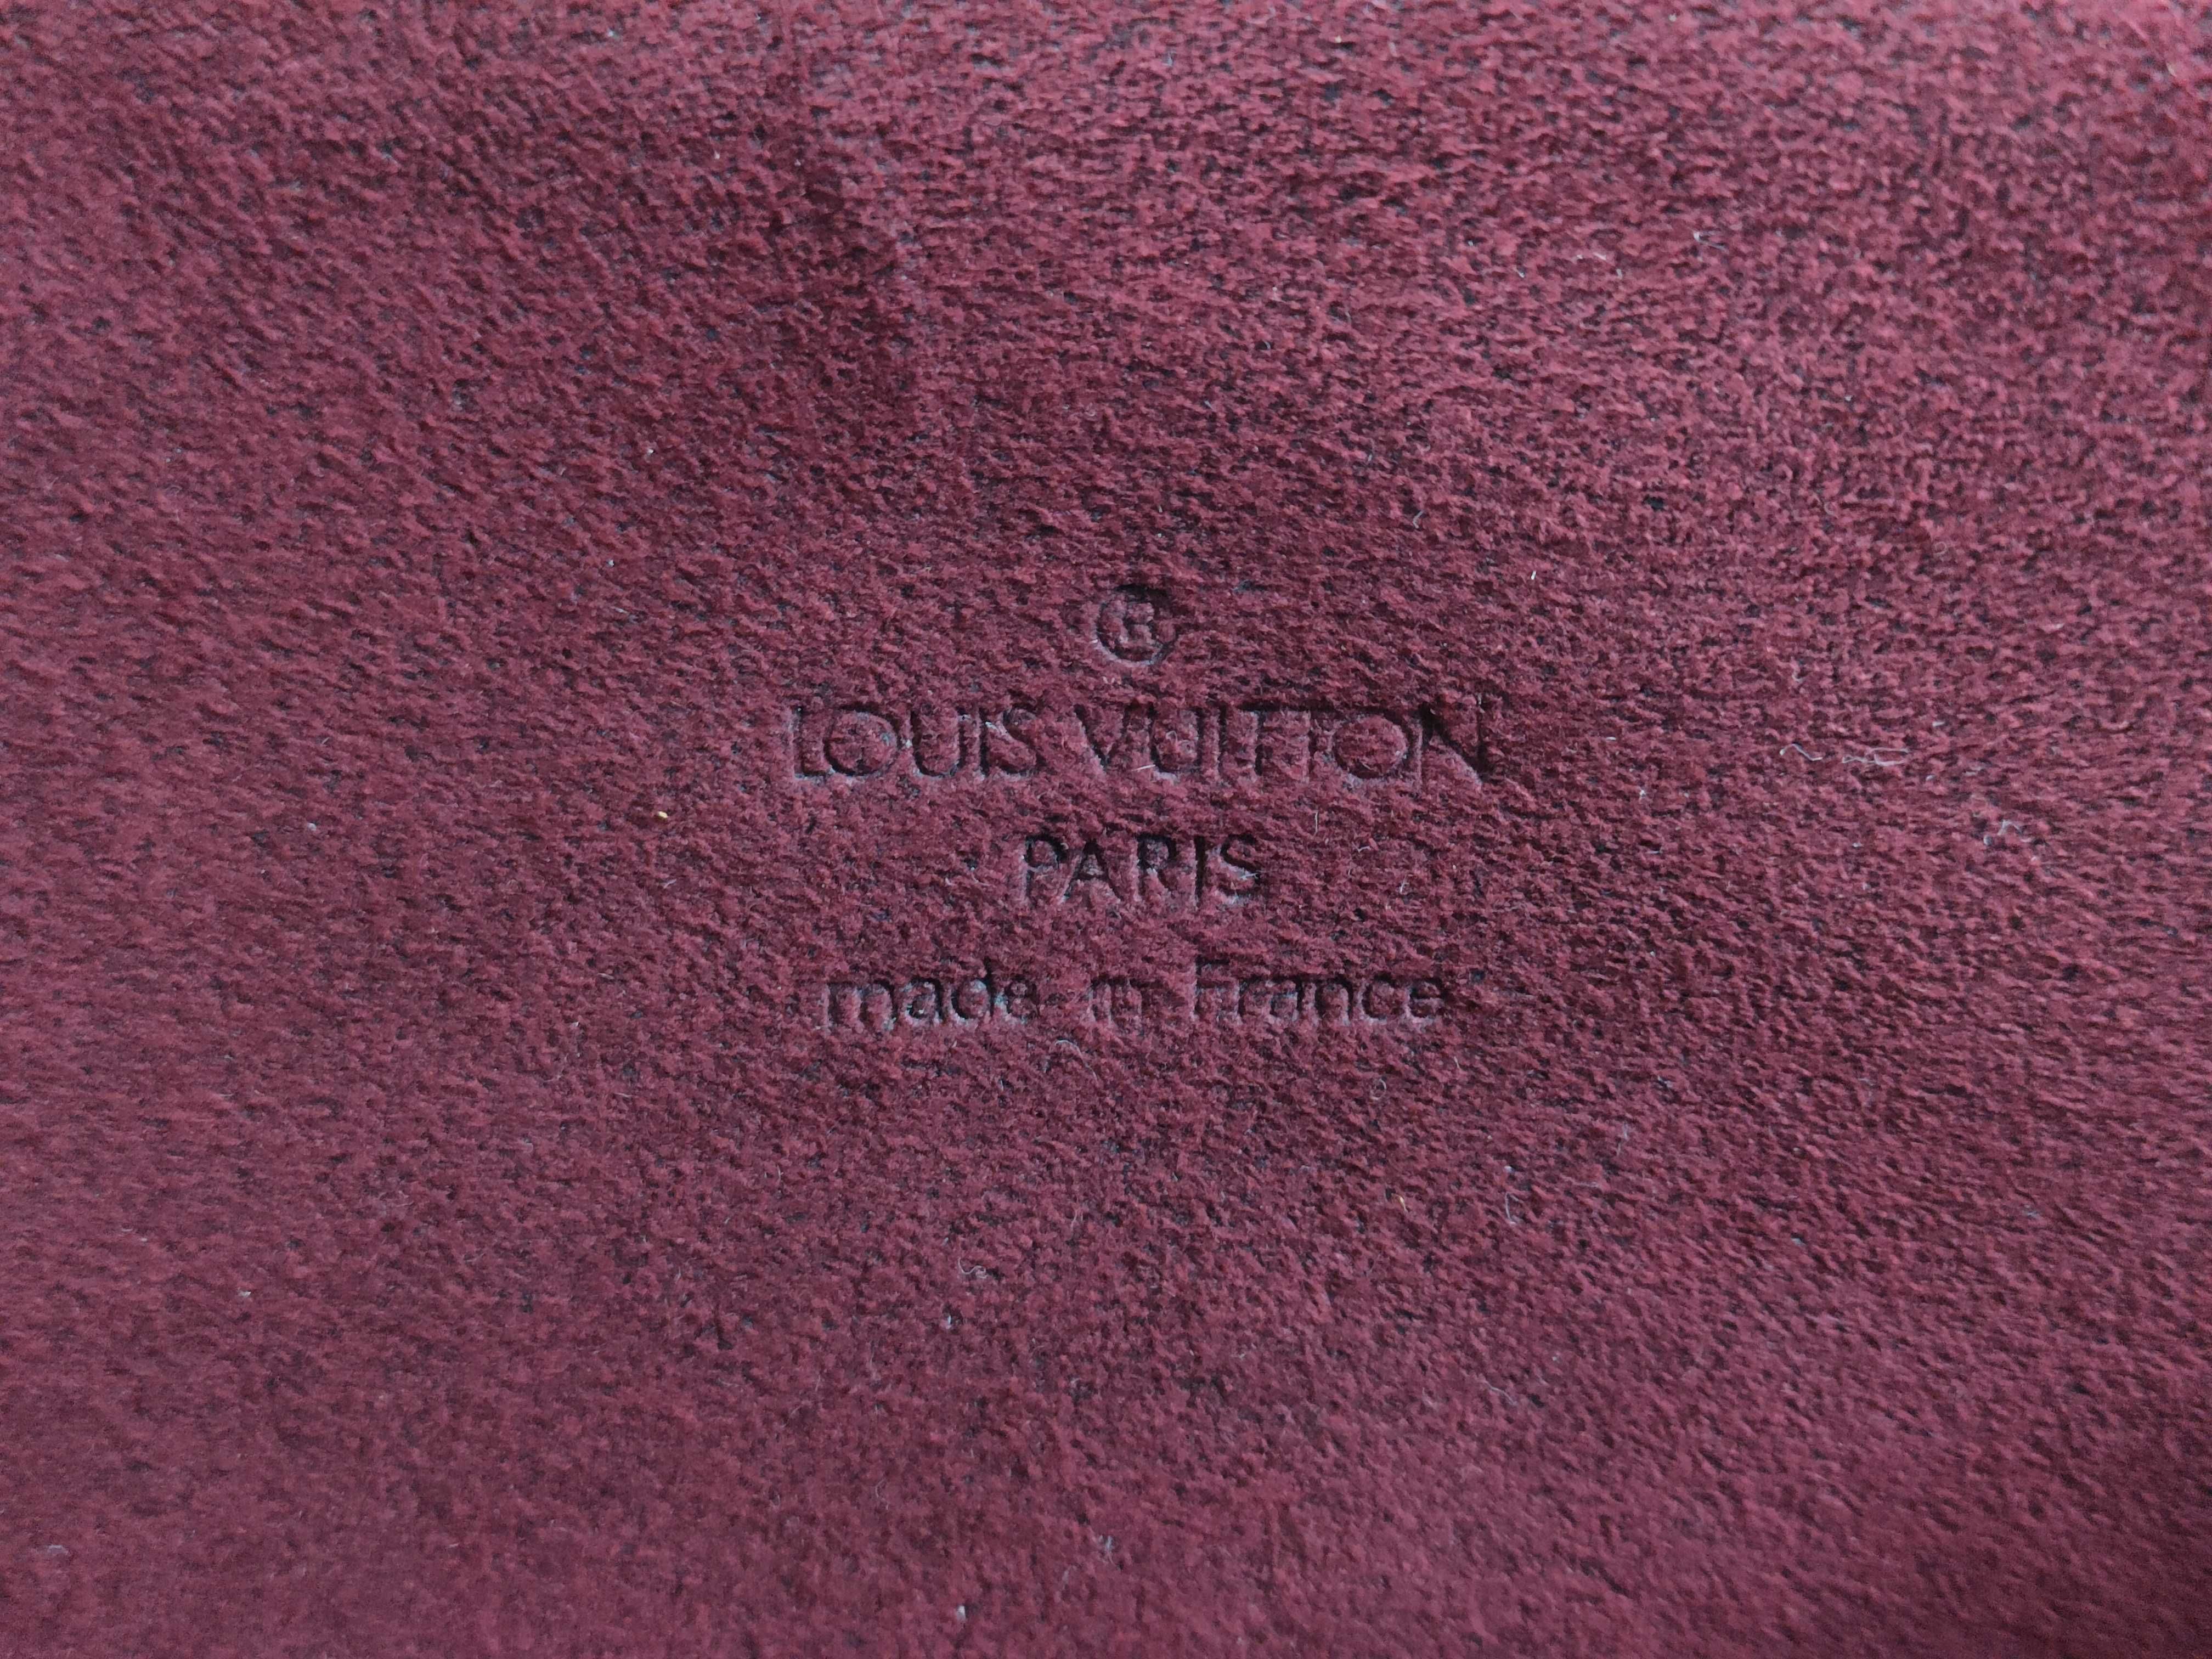 ®
LOUIS VUITTON
PARIS
made in France